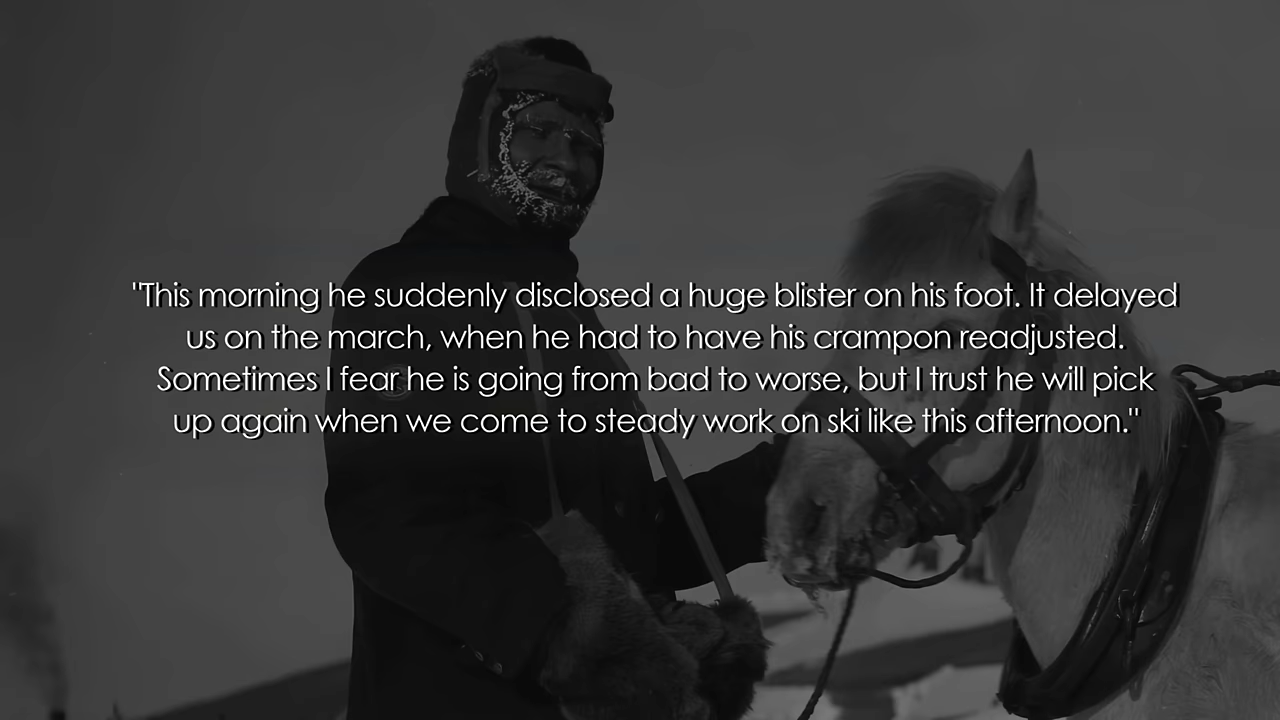 "This morning he suddenly disclosed a huge blister on his foot. It delayed
us on the march, when he had to have his crampon readjusted.
Sometimes I fear he is going from bad to worse, but I trust he will pick
up again when we come to steady work on ski like this afternoon."